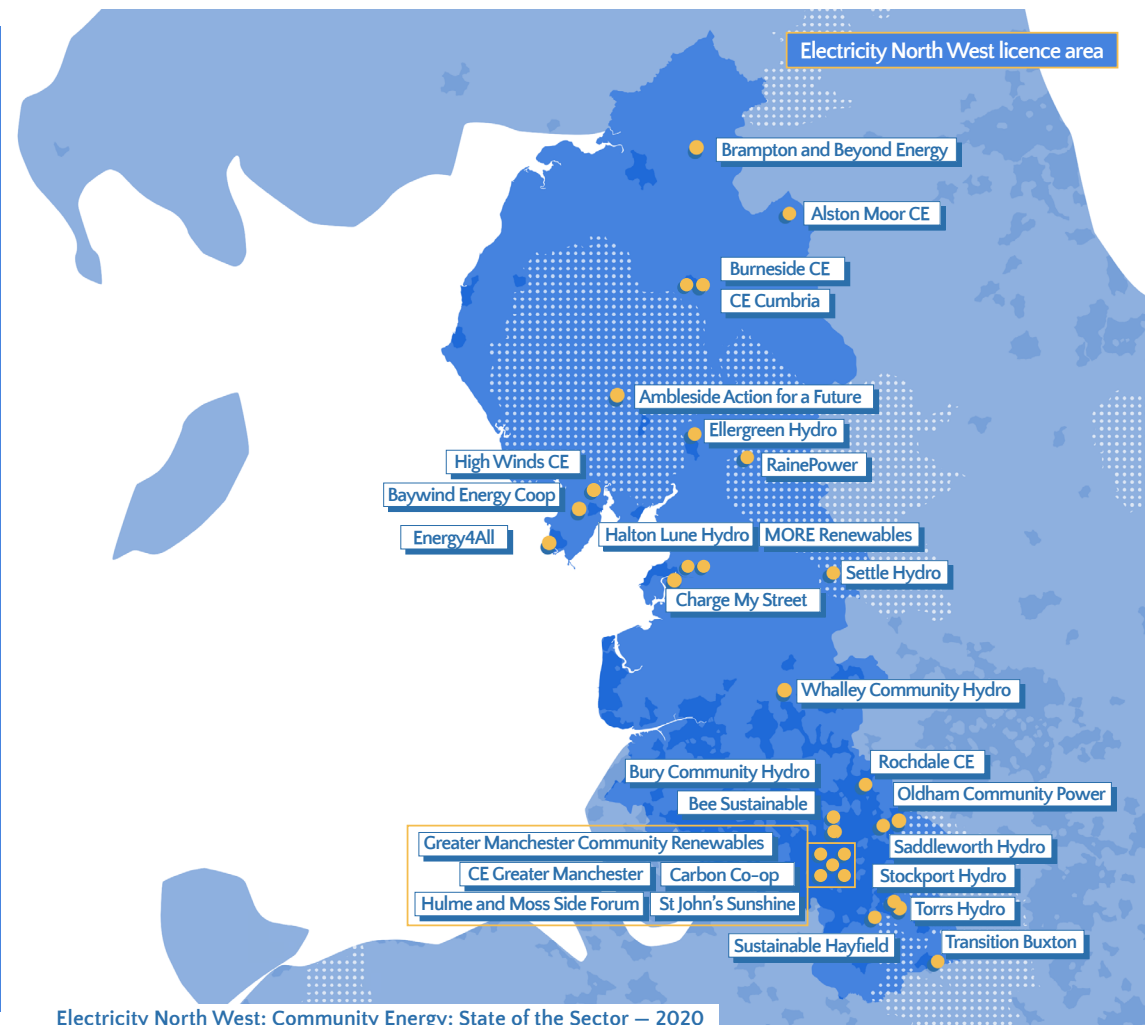 Electricity North West licence area
Brampton and Beyond Energy
Alston Moor CE
Burneside CE
CE Cumbria
Ambleside Action for a Future
Ellergreen Hydro
High Winds CE
RainePower
Baywind Energy Coop
Energy4All
Halton Lune Hydro
MORE Renewables
Settle Hydro
Charge My Street
Whalley Community Hydro
Rochdale CE
Bury Community Hydro
Oldham Community Power
Bee Sustainable
Greater Manchester Community Renewables
Saddleworth Hydro
CE Greater Manchester
Carbon Co-op
Stockport Hydro
Hulme and Moss Side Forum
St John's Sunshine
Torrs Hydro
Sustainable Hayfield
Transition Buxton
Electricity North West: Community Energy: State of the Sector — 2020